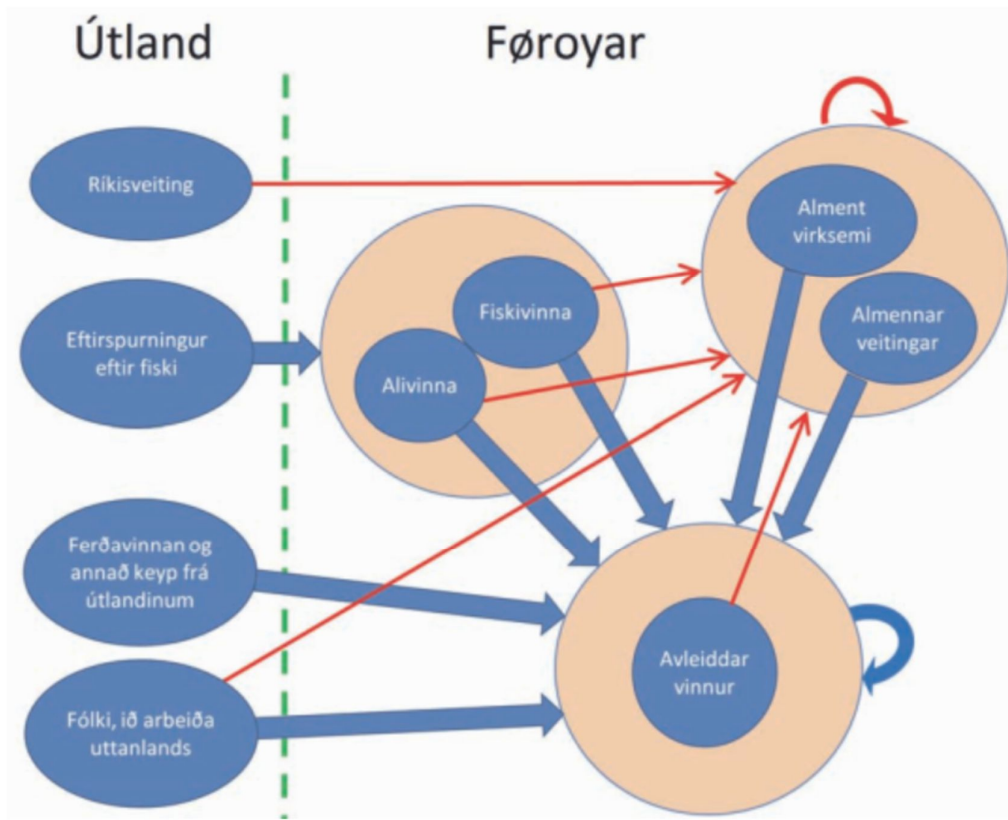 Útland
Føroyar
Ríkisveiting
Eftirspurningur
eftir fiski
Ferðavinnan og
annað keyp frá
útlandinum
Fólki, ið arbeiða
uttanlands
Fiskivinna
Alivinna
Alment
virksemi
Almennar
veitingar
Avleiddar
vinnur